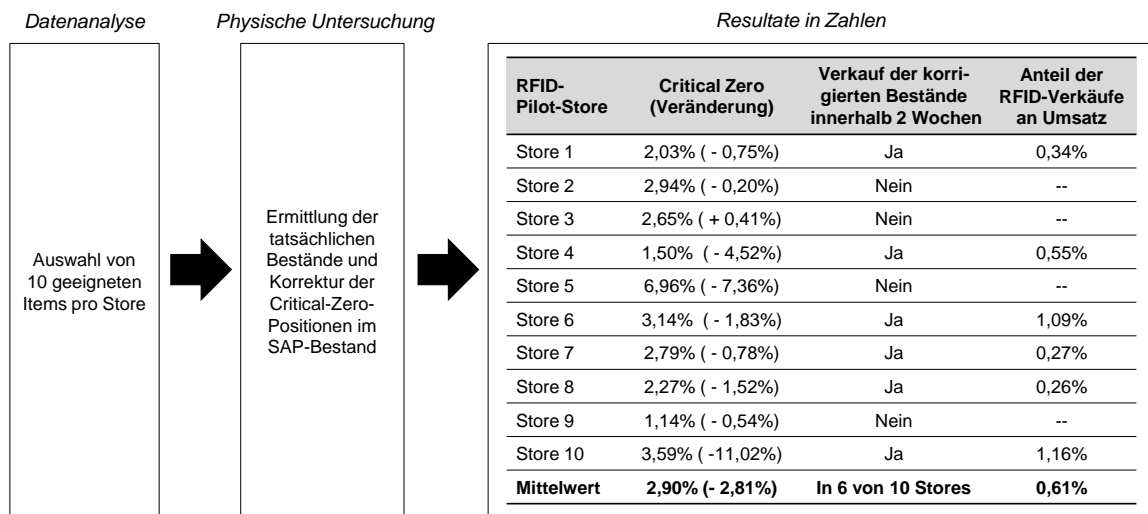 Datenanalyse
Physische Untersuchung
Resultate in Zahlen
Auswahl von
10 geeigneten
Items pro Store
Ermittlung der
tatsächlichen
Bestände und
Korrektur der
Critical-Zero-
Positionen im
SAP-Bestand
RFID-
Pilot-Store
Critical Zero
(Veränderung)
Verkauf der korri-
gierten Bestände
innerhalb 2 Wochen
Anteil der
RFID-Verkäufe
an Umsatz
Store 1 2,03% ( - 0,75%) Ja 0,34%
Store 2 2,94% ( - 0,20%) Nein --
Store 3 2,65% ( + 0,41%) Nein --
Store 4 1,50% ( - 4,52%) Ja 0,55%
Store 5 6,96% ( - 7,36%) Nein --
Store 6 3,14% ( - 1,83%) Ja 1,09%
Store 7 2,79% ( - 0,78%) Ja 0,27%
Store 8 2,27% ( - 1,52%) Ja 0,26%
Store 9 1,14% ( - 0,54%) Nein --
Store 10 3,59% ( -11,02%) Ja 1,16%
Mittelwert 2,90% (- 2,81%) In 6 von 10 Stores 0,61%